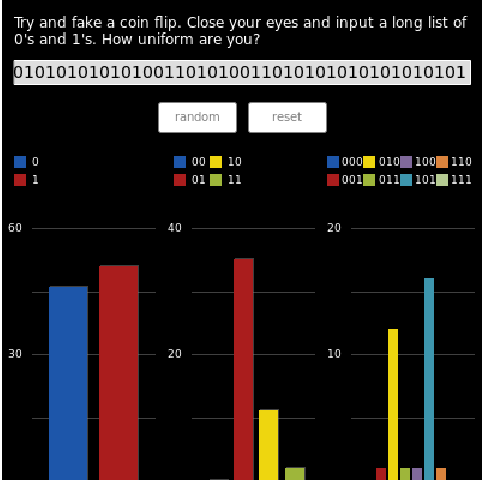 Try and fake a coin flip. Close your eyes and input a long list of
0's and 1's. How uniform are you?
01010101010100110101001101010101010101010101
random reset
0 00 10 000 010 100 110
1 01 11 001 011 101 111
60 40 20
30 20 10